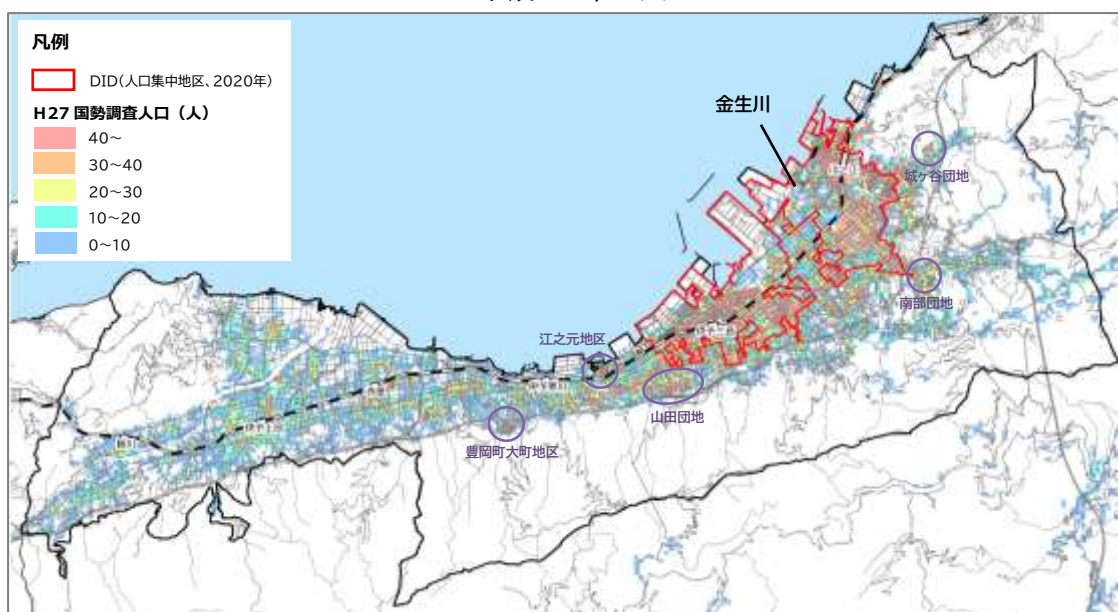 凡例
DID（人口集中地区、2020年）
H27 国勢調査人口（人）
40～
30～40
20～30
10～20
0～10
金生川
城ヶ谷団地
南部団地
江之元地区
山田団地
豊岡町大町地区